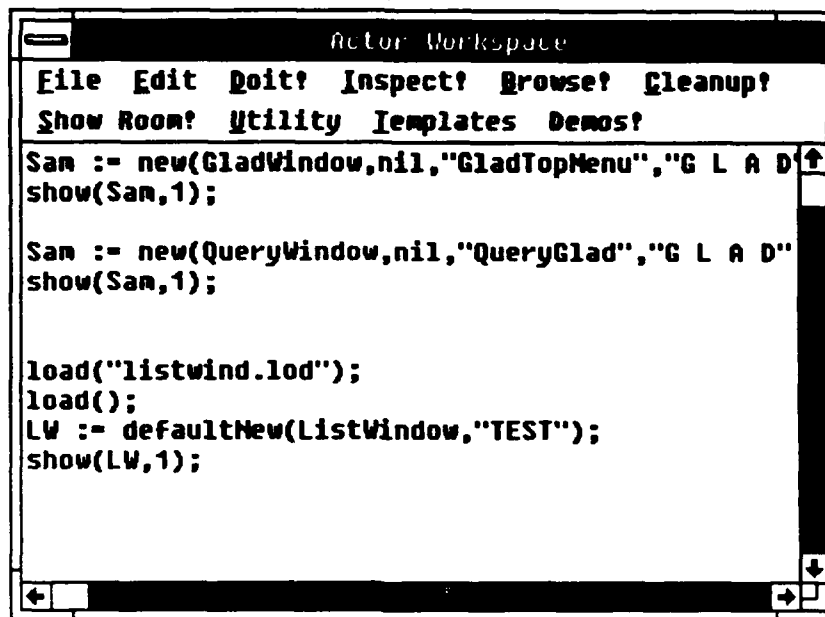 Actor Workspace
File Edit Doit! Inspect! Browse! Cleanup!
Show Room! Utility Templates Demos!
Sam := new(GladWindow,nil,"GladTopMenu","G L A D"
show(Sam,1);
Sam := new(QueryWindow,nil,"QueryGlad","G L A D"
show(Sam,1);
load("listwind.lod");
load();
LW := defaultNew(ListWindow,"TEST");
show(LW,1);